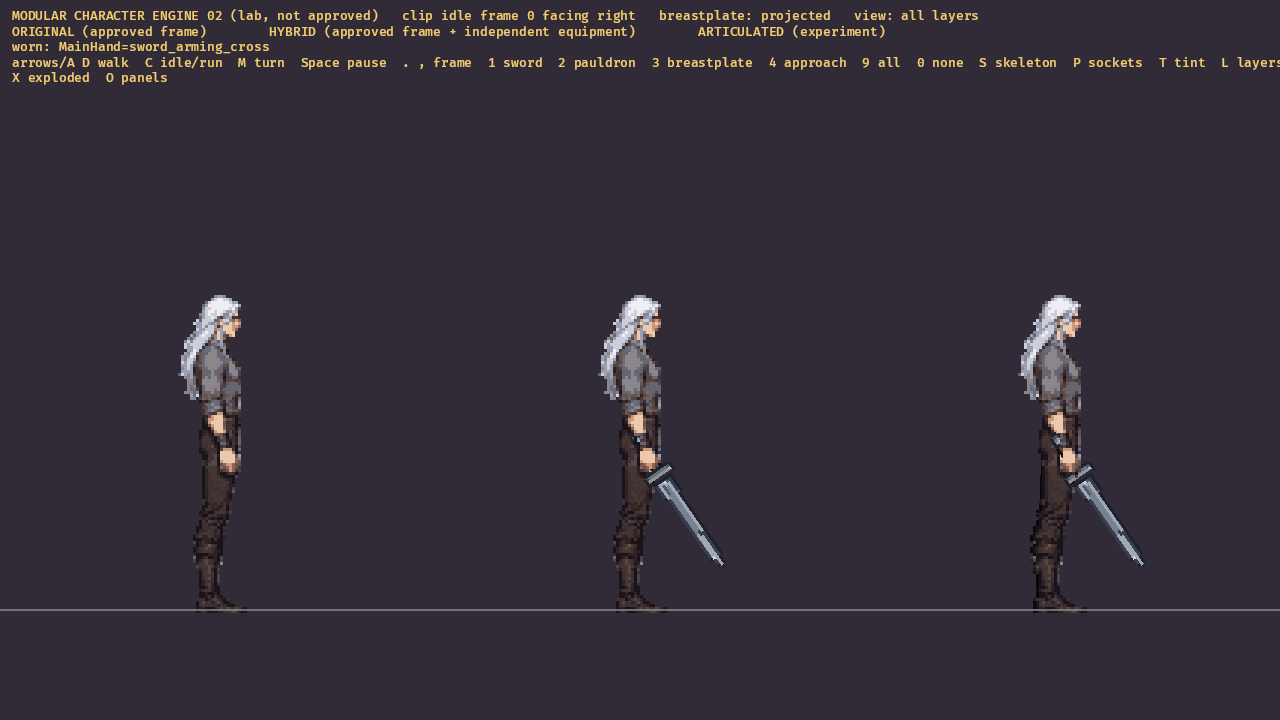 MODULAR CHARACTER ENGINE 02 (lab, not approved)   clip idle frame 0 facing right   breastplate: projected   view: all layers
ORIGINAL (approved frame)        HYBRID (approved frame + independent equipment)        ARTICULATED (experiment)
worn: MainHand=sword_arming_cross
arrows/A D walk  C idle/run  M turn  Space pause  . , frame  1 sword  2 pauldron  3 breastplate  4 approach  9 all  0 none  S skeleton  P sockets  T tint  L layers
X exploded  O panels